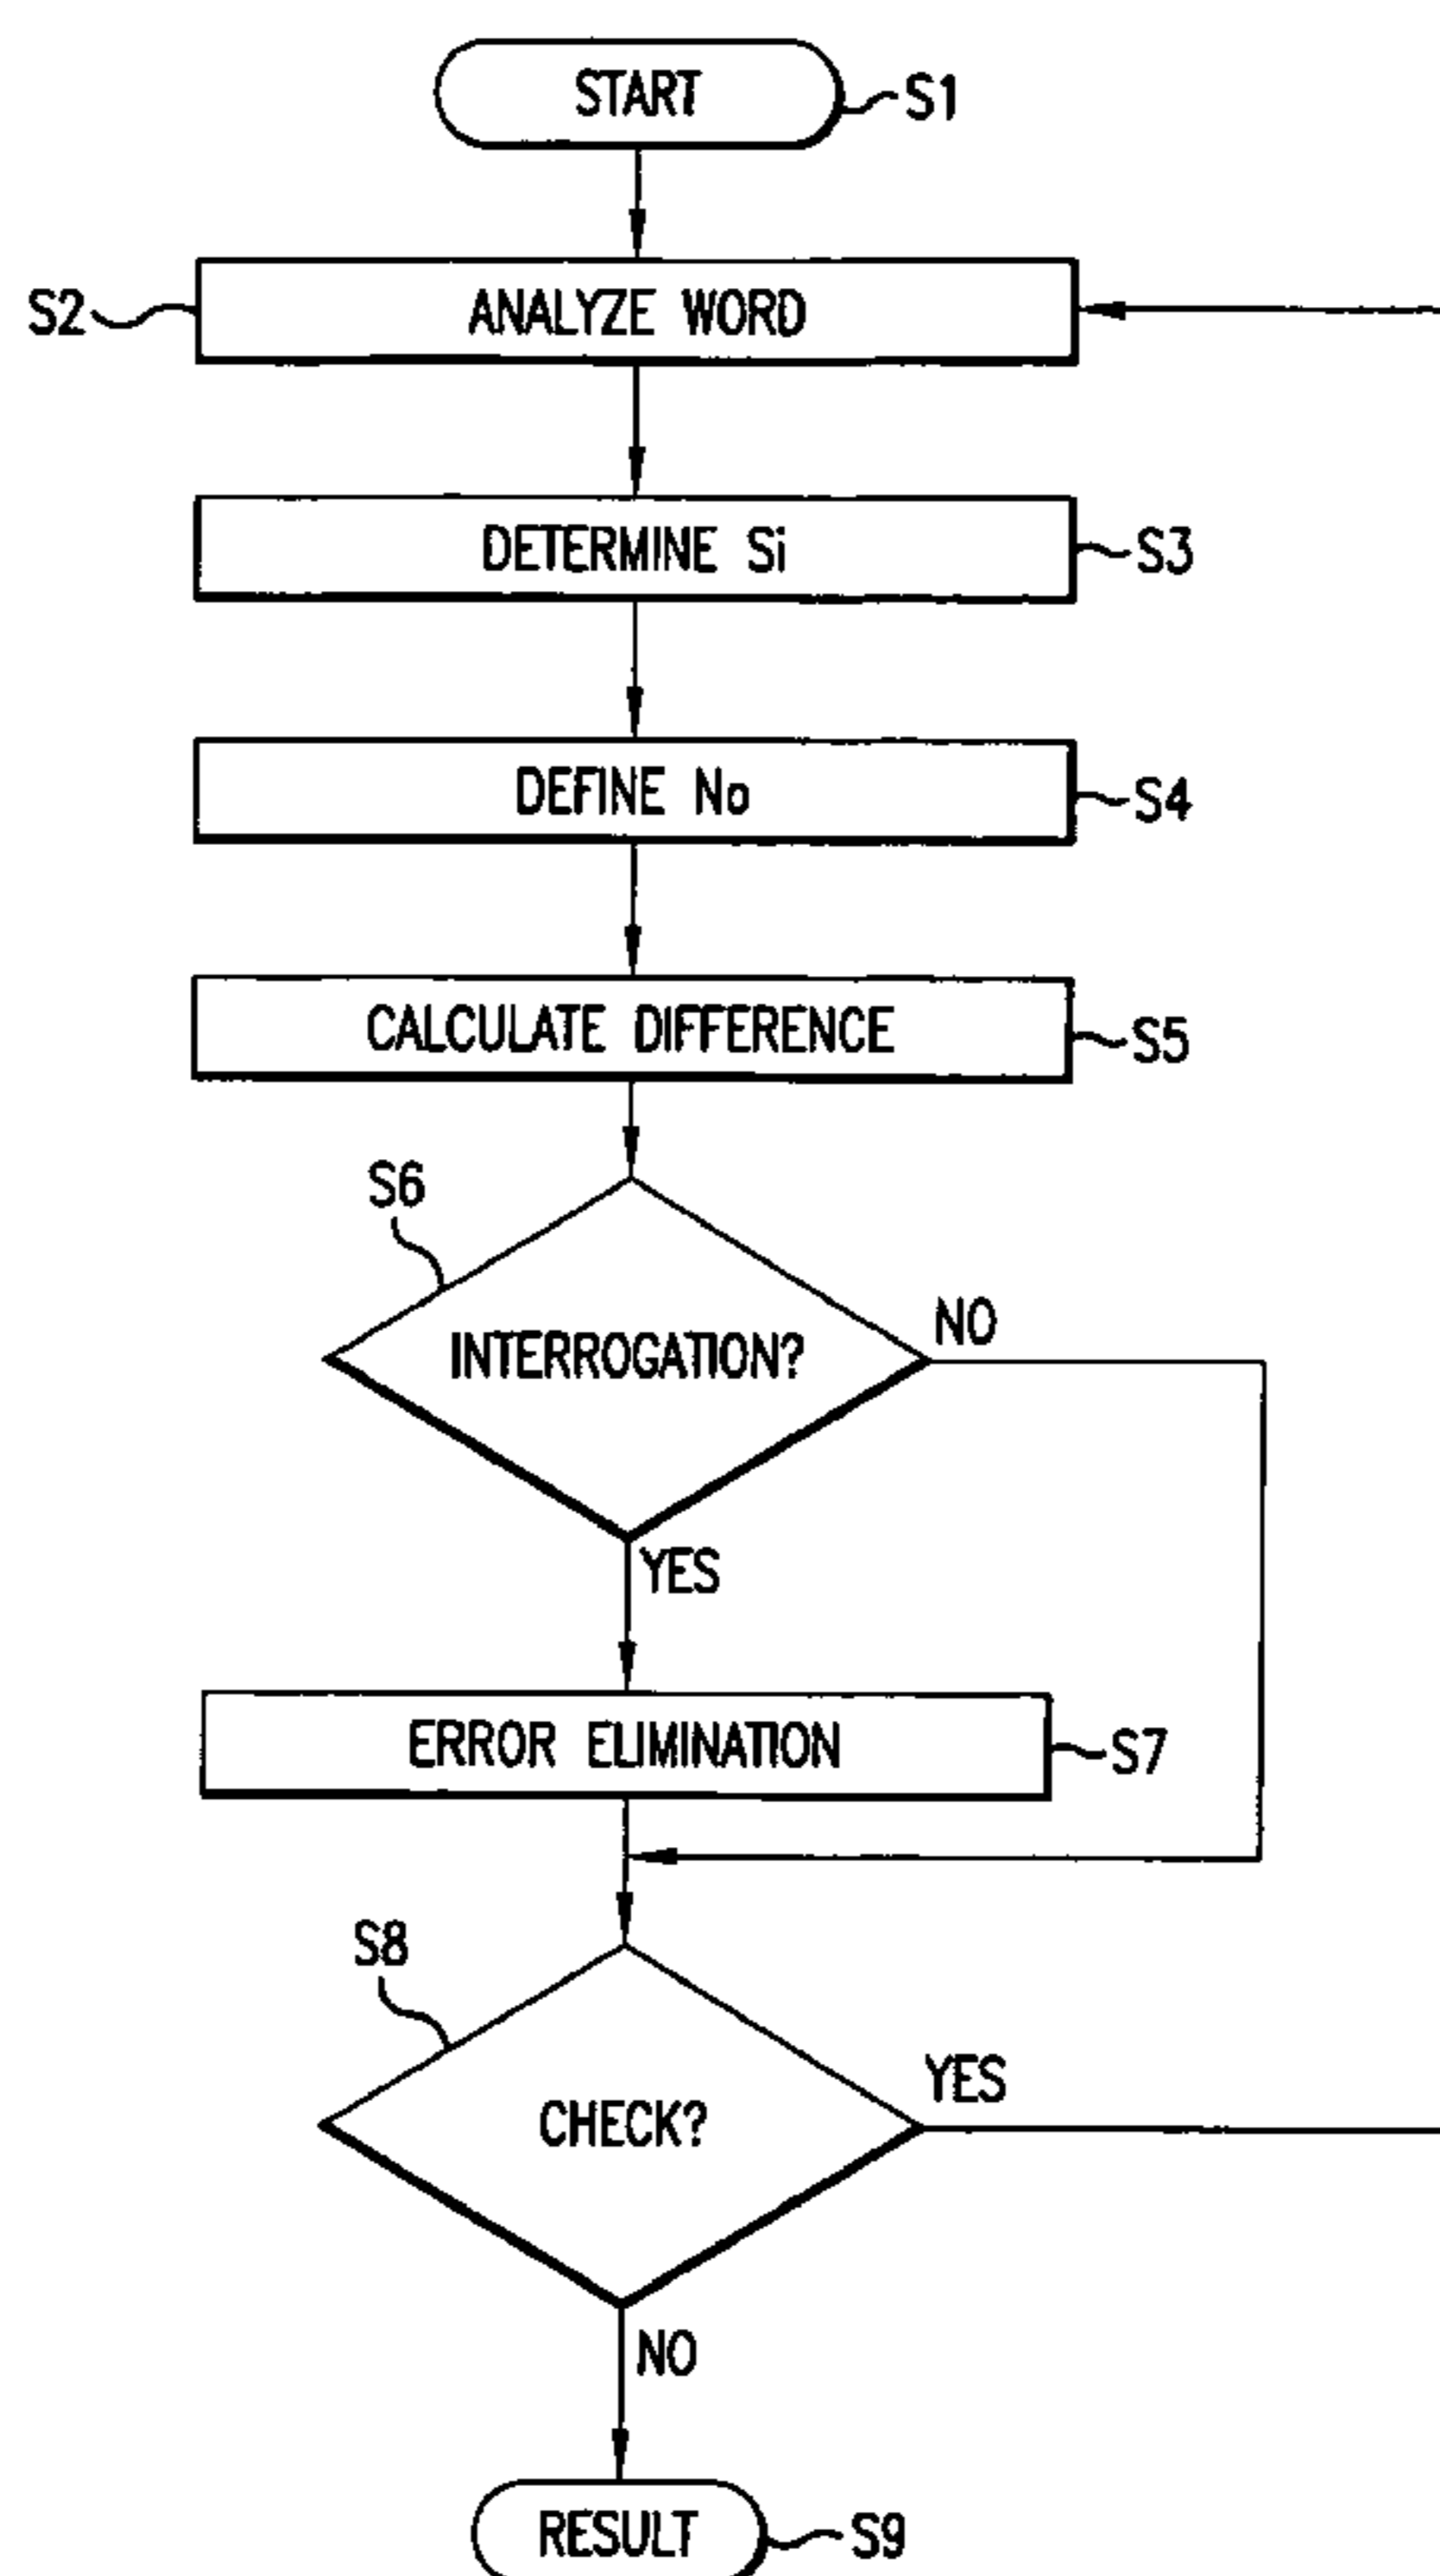 START
S1
S2
ANALYZE WORD
DETERMINE Si
S3
DEFINE No
S4
CALCULATE DIFFERENCE
S5
S6
INTERROGATION?
NO
YES
ERROR ELIMINATION
S7
S8
CHECK?
YES
NO
RESULT
S9